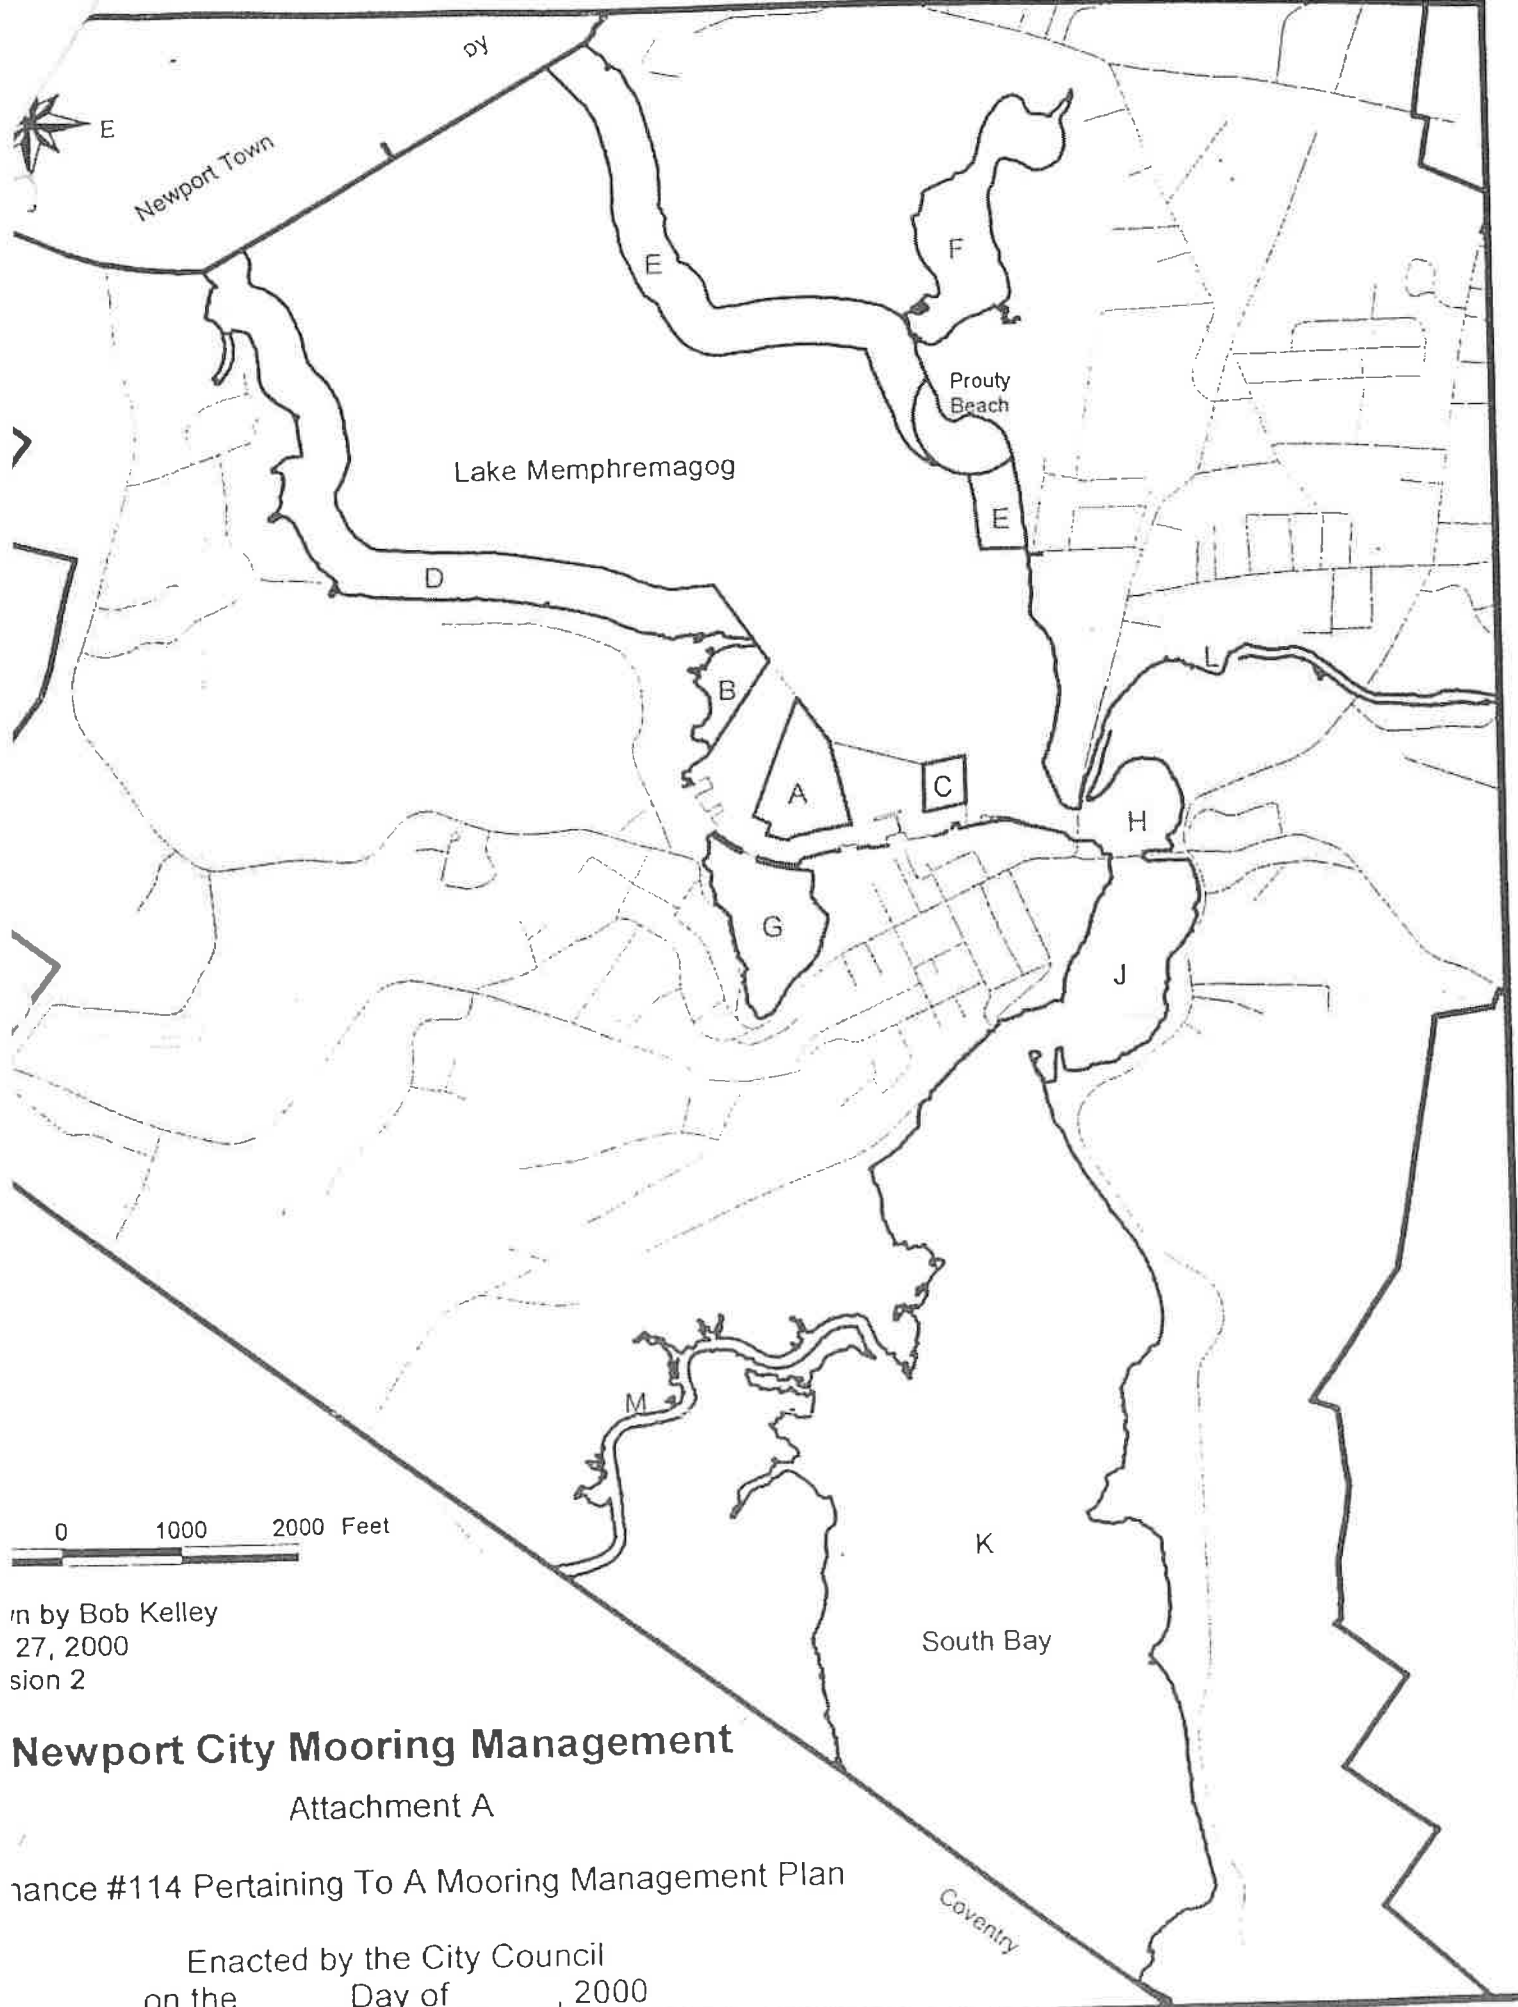 E
Newport Town
E
F
Prouty
Beach
Lake Memphremagog
E
D
L
B
A
C
H
G
J
M
0 1000 2000 Feet
K
by Bob Kelley
27, 2000
sion 2
South Bay
Newport City Mooring Management
Attachment A
#114 Pertaining To A Mooring Management Plan
Coventry
Enacted by the City Council
on the Day of , 2000